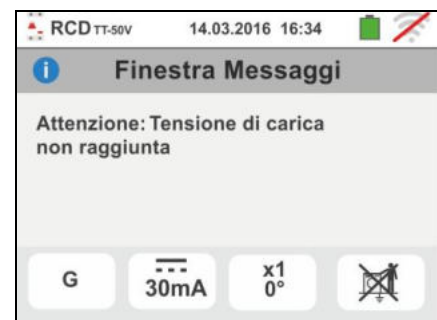 RCD TT-50V 14.03.2016 16:34
i Finestra Messaggi
Attenzione: Tensione di carica
non raggiunta
G 30mA x1
0°